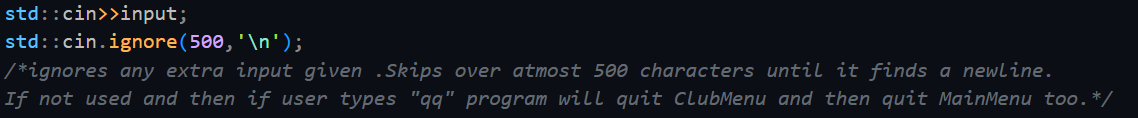 std::cin>>input;
std::cin.ignore(500,'\n');
/*ignores any extra input given .Skips over atmost 500 characters until it finds a newline.
If not used and then if user types "qq" program will quit ClubMenu and then quit MainMenu too.*/